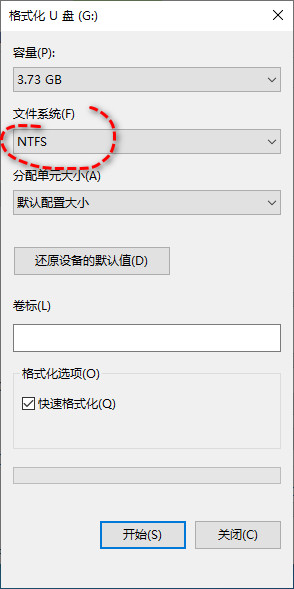 格式化 U 盘 (G:)
容量(P):
3.73 GB
文件系统(F)
NTFS
分配单元大小(A)
默认配置大小
还原设备的默认值(D)
卷标(L)
格式化选项(O)
快速格式化(Q)
开始(S)
关闭(C)